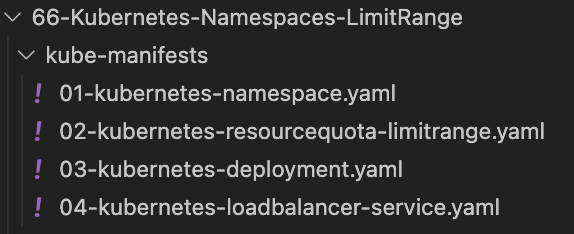 66-Kubernetes-Namespaces-LimitRange
kube-manifests
! 01-kubernetes-namespace.yaml
! 02-kubernetes-resourcequota-limitrange.yaml
! 03-kubernetes-deployment.yaml
! 04-kubernetes-loadbalancer-service.yaml